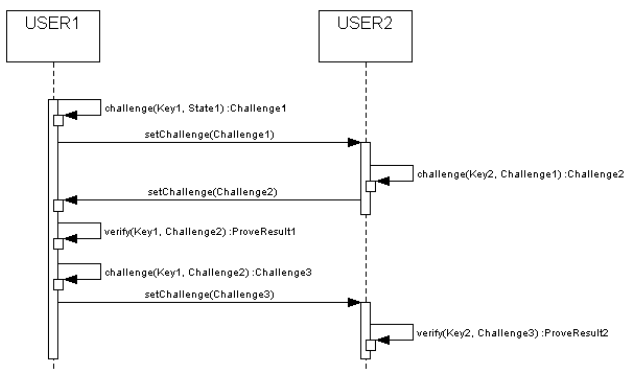 USER1
USER2
challenge(Key1, State1) :Challenge1
setChallenge(Challenge1)
challenge(Key2, Challenge1) :Challenge2
setChallenge(Challenge2)
verify(Key1, Challenge2) :ProveResult1
challenge(Key1, Challenge2) :Challenge3
setChallenge(Challenge3)
verify(Key2, Challenge3) :ProveResult2